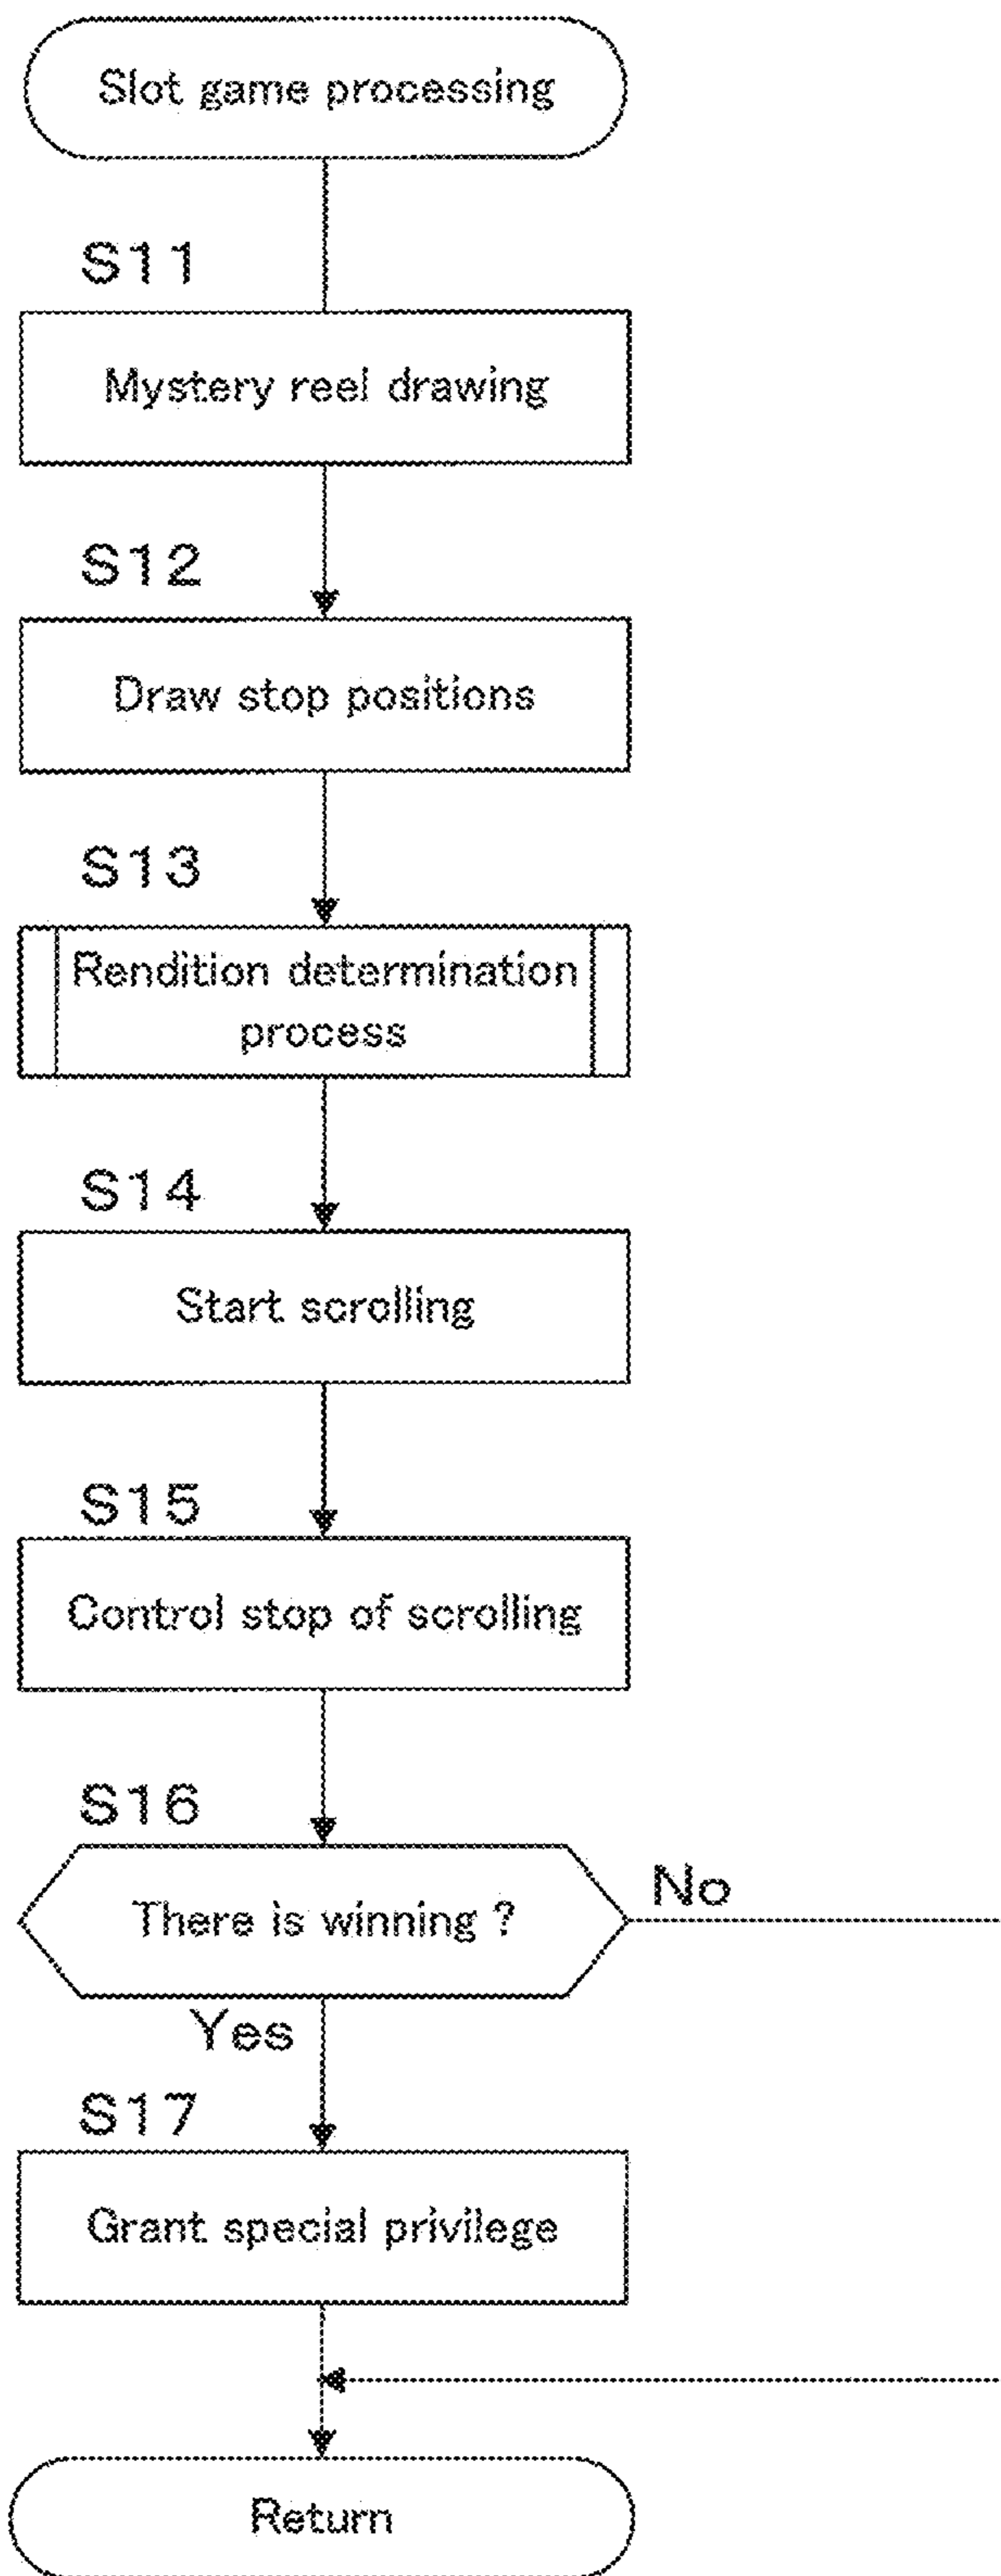 Slot game processing
S11
Mystery reel drawing
S12
Draw stop positions
S13
Rendition determination
process
S14
Start scrolling
S15
Control stop of scrolling
S16
There is winning ?
No
Yes
S17
Grant special privilege
Return